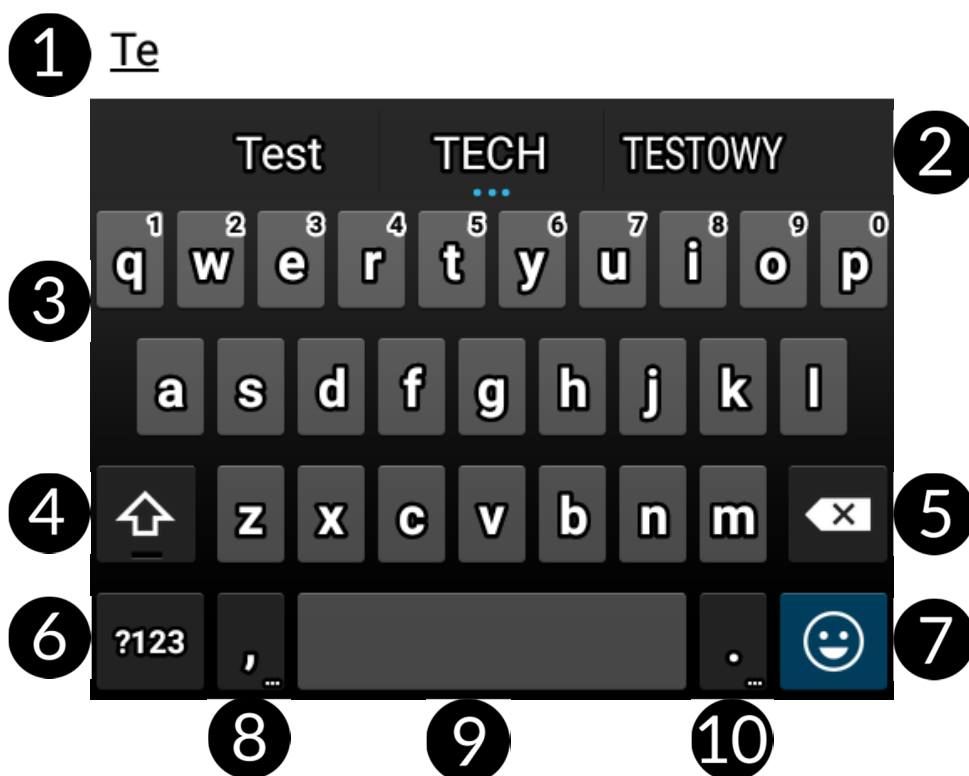 1 Te
Test TECH TESTOWY 2
1 2 3 4 5 6 7 8 9 0
3 q w e r t y u i o p
a s d f g h j k l
4 z x c v b n m 5
6 ?123 , . 7
8 9 10